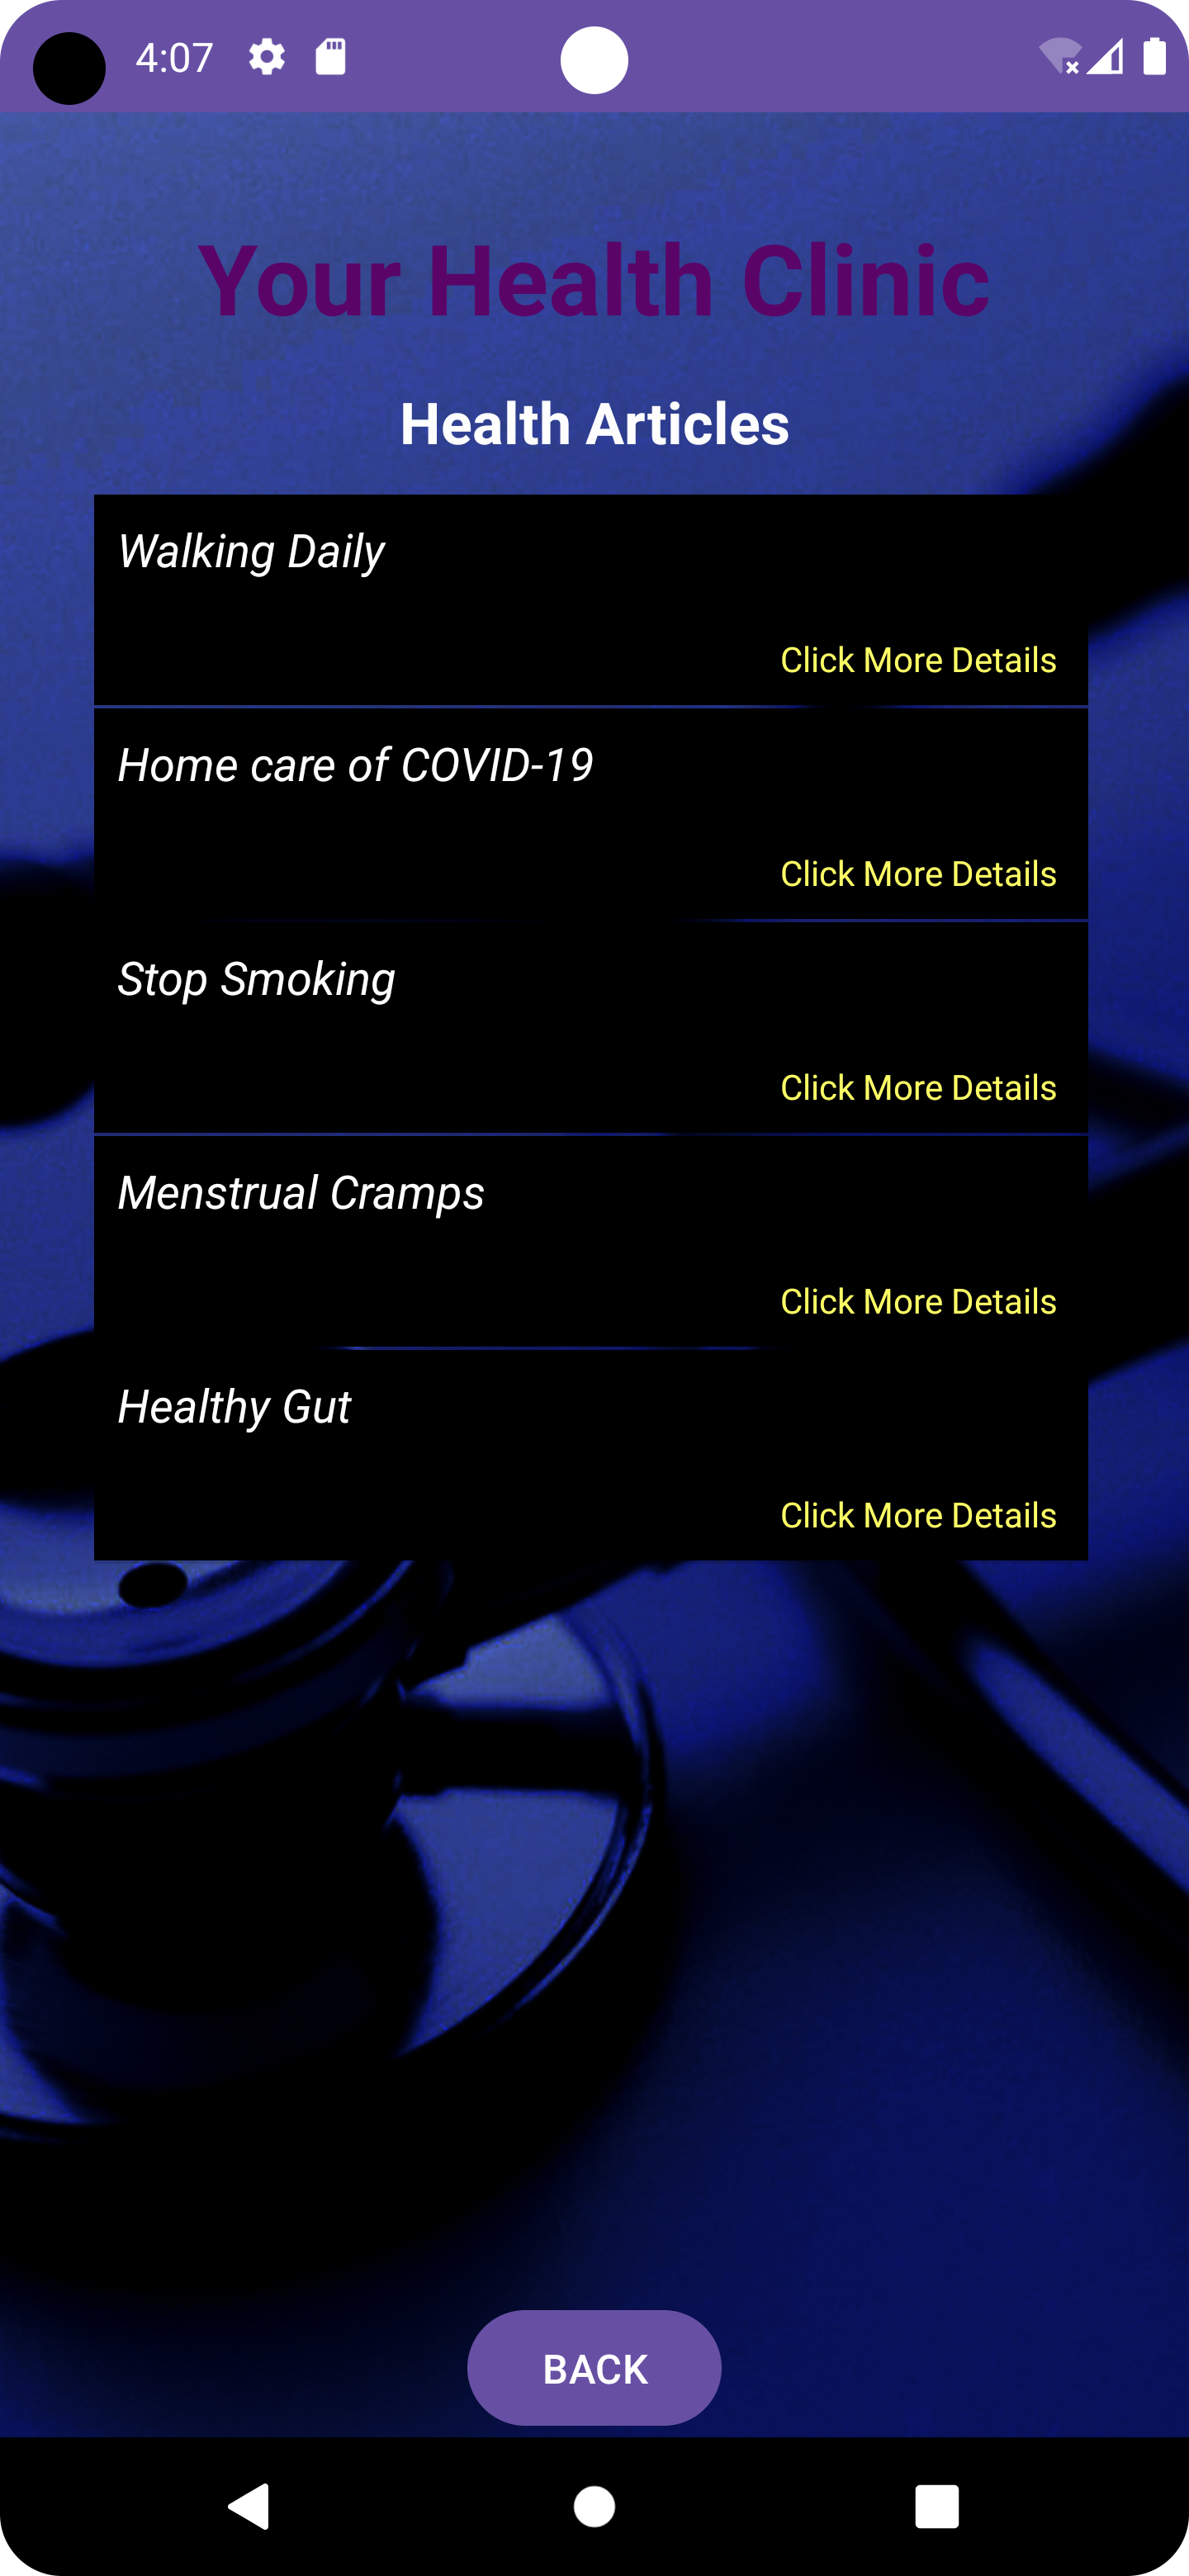 4:07
Your Health Clinic
Health Articles
Walking Daily
Click More Details
Home care of COVID-19
Click More Details
Stop Smoking
Click More Details
Menstrual Cramps
Click More Details
Healthy Gut
Click More Details
BACK